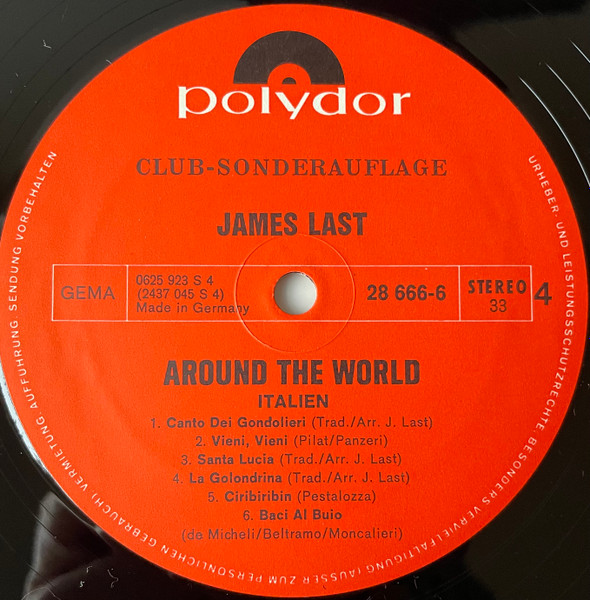 polydor
CLUB-SONDERAUFLAGE
JAMES LAST
GEMA
0625 923 S 4
(2437 045 S 4)
Made in Germany
28 666-6
STEREO
33
4
AROUND THE WORLD
ITALIEN
1. Canto Dei Gondolieri (Trad./Arr. J. Last)
2. Vieni, Vieni (Pilat/Panzeri)
3. Santa Lucia (Trad./Arr. J. Last)
4. La Golondrina (Trad./Arr. J. Last)
5. Ciribiribin (Pestalozza)
6. Baci Al Buio
(de Micheli/Beltramo/Moncalieri)
URHEBER- UND LEISTUNGSSCHUTZRECHTE BESONDERS VERVIELFÄLTIGUNG (AUSSER ZUM PERSÖNLICHEN GEBRAUCH) VERMIETUNG AUFFÜHRUNG SENDUNG VORBEHALTEN